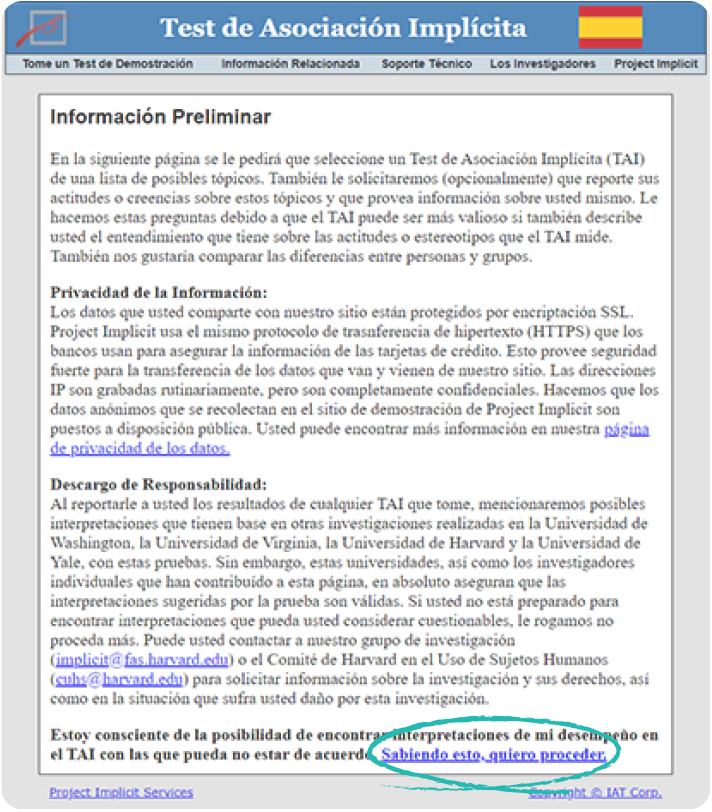 Test de Asociación Implícita
Tome un Test de Demostración Información Relacionada Soporte Técnico Los Investigadores Project Implicit
Información Preliminar
En la siguiente página se le pedirá que seleccione un Test de Asociación Implícita (TAI)
de una lista de posibles tópicos. También le solicitaremos (opcionalmente) que reporte sus
actitudes o creencias sobre estos tópicos y que provea información sobre usted mismo. Le
hacemos estas preguntas debido a que el TAI puede ser más valioso si también describe
usted el entendimiento que tiene sobre las actitudes o estereotipos que el TAI mide.
También nos gustaría comparar las diferencias entre personas y grupos.
Privacidad de la Información:
Los datos que usted comparte con nuestro sitio están protegidos por encriptación SSL.
Project Implicit usa el mismo protocolo de trasnferencia de hipertexto (HTTPS) que los
bancos usan para asegurar la información de las tarjetas de crédito. Esto provee seguridad
fuerte para la transferencia de los datos que van y vienen de nuestro sitio. Las direcciones
IP son grabadas rutinariamente, pero son completamente confidenciales. Hacemos que los
datos anónimos que se recolectan en el sitio de demostración de Project Implicit son
puestos a disposición pública. Usted puede encontrar más información en nuestra página
de privacidad de los datos.
Descargo de Responsabilidad:
Al reportarle a usted los resultados de cualquier TAI que tome, mencionaremos posibles
interpretaciones que tienen base en otras investigaciones realizadas en la Universidad de
Washington, la Universidad de Virginia, la Universidad de Harvard y la Universidad de
Yale, con estas pruebas. Sin embargo, estas universidades, así como los investigadores
individuales que han contribuído a esta página, en absoluto aseguran que las
interpretaciones sugeridas por la prueba son válidas. Si usted no está preparado para
encontrar interpretaciones que pueda usted considerar cuestionables, le rogamos no
proceda más. Puede usted contactar a nuestro grupo de investigación
(implicit@fas.harvard.edu) o el Comité de Harvard en el Uso de Sujetos Humanos
(cuhs@harvard.edu) para solicitar información sobre la investigación y sus derechos, así
como en la situación que sufra usted daño por esta investigación.
Estoy consciente de la posibilidad de encontrar interpretaciones de mi desempeño en
el TAI con las que pueda no estar de acuerdo. Sabiendo esto, quiero proceder.
Project Implicit Services Copyright © IAT Corp.